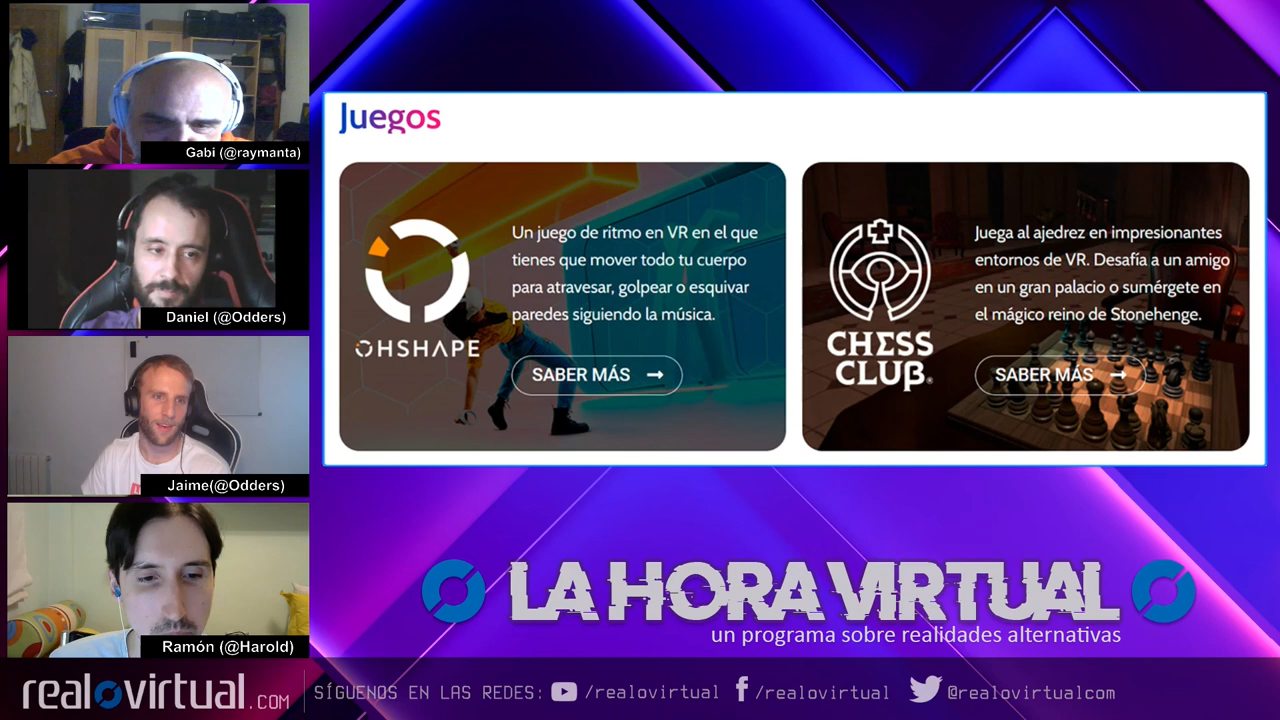 Gabi (@raymanta)
Daniel (@Odders)
Jaime(@Odders)
Ramón (@Harold)
Juegos
OHSHAPE
Un juego de ritmo en VR en el que
tienes que mover todo tu cuerpo
para atravesar, golpear o esquivar
paredes siguiendo la música.
SABER MÁS →
CHESS
CLUB®
Juega al ajedrez en impresionantes
entornos de VR. Desafía a un amigo
en un gran palacio o sumérgete en
el mágico reino de Stonehenge.
SABER MÁS →
LA HORA VIRTUAL
un programa sobre realidades alternativas
realovirtual.COM
SÍGUENOS EN LAS REDES: /realovirtual /realovirtual @realovirtualcom